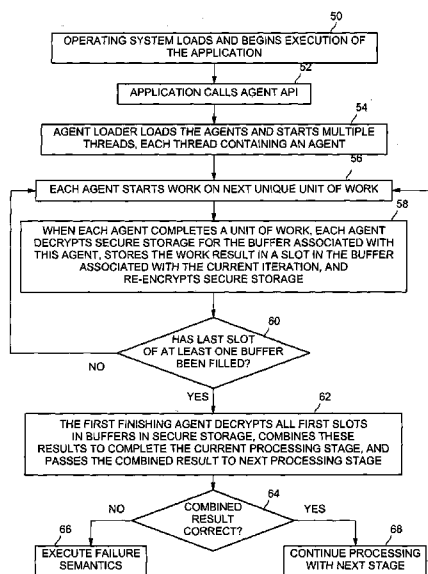 50
OPERATING SYSTEM LOADS AND BEGINS EXECUTION OF
THE APPLICATION
52
APPLICATION CALLS AGENT API
54
AGENT LOADER LOADS THE AGENTS AND STARTS MULTIPLE
THREADS, EACH THREAD CONTAINING AN AGENT
56
EACH AGENT STARTS WORK ON NEXT UNIQUE UNIT OF WORK
58
WHEN EACH AGENT COMPLETES A UNIT OF WORK, EACH AGENT
DECRYPTS SECURE STORAGE FOR THE BUFFER ASSOCIATED WITH
THIS AGENT, STORES THE WORK RESULT IN A SLOT IN THE BUFFER
ASSOCIATED WITH THE CURRENT ITERATION, AND
RE-ENCRYPTS SECURE STORAGE
60
HAS LAST SLOT
OF AT LEAST ONE BUFFER
BEEN FILLED?
NO
YES
62
THE FIRST FINISHING AGENT DECRYPTS ALL FIRST SLOTS
IN BUFFERS IN SECURE STORAGE, COMBINES THESE
RESULTS TO COMPLETE THE CURRENT PROCESSING STAGE, AND
PASSES THE COMBINED RESULT TO NEXT PROCESSING STAGE
64
NO
COMBINED
RESULT
CORRECT?
YES
66
EXECUTE FAILURE
SEMANTICS
68
CONTINUE PROCESSING
WITH NEXT STAGE